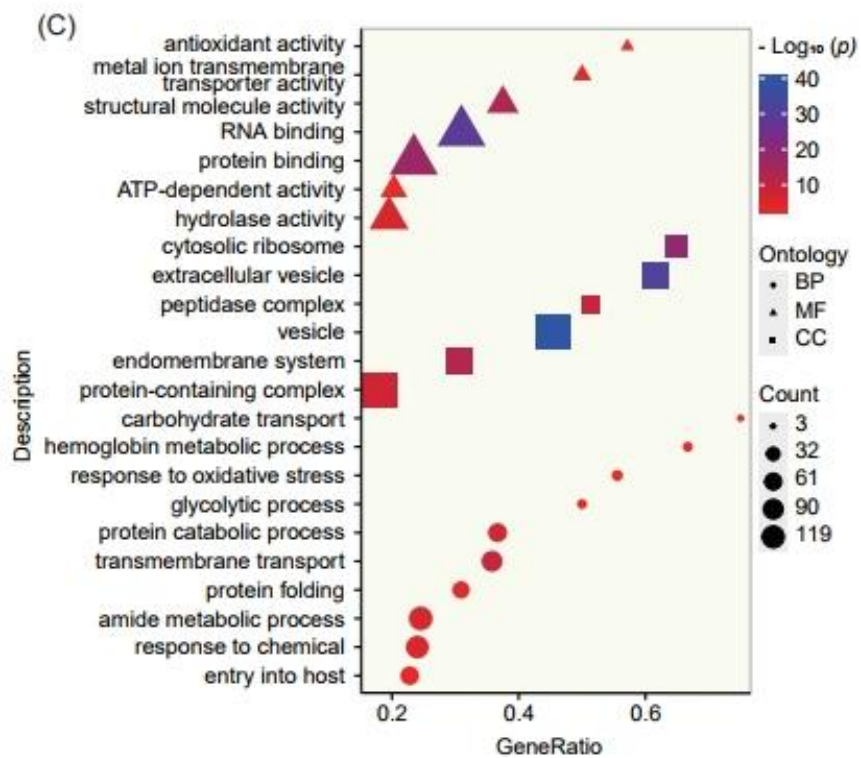 (C)
antioxidant activity
metal ion transmembrane
transporter activity
structural molecule activity
RNA binding
protein binding
ATP-dependent activity
hydrolase activity
cytosolic ribosome
extracellular vesicle
peptidase complex
vesicle
endomembrane system
protein-containing complex
carbohydrate transport
hemoglobin metabolic process
response to oxidative stress
glycolytic process
protein catabolic process
transmembrane transport
protein folding
amide metabolic process
response to chemical
entry into host
Description
0.2 0.4 0.6
GeneRatio
- Log₁₀ (p)
40
30
20
10
Ontology
BP
MF
CC
Count
3
32
61
90
119